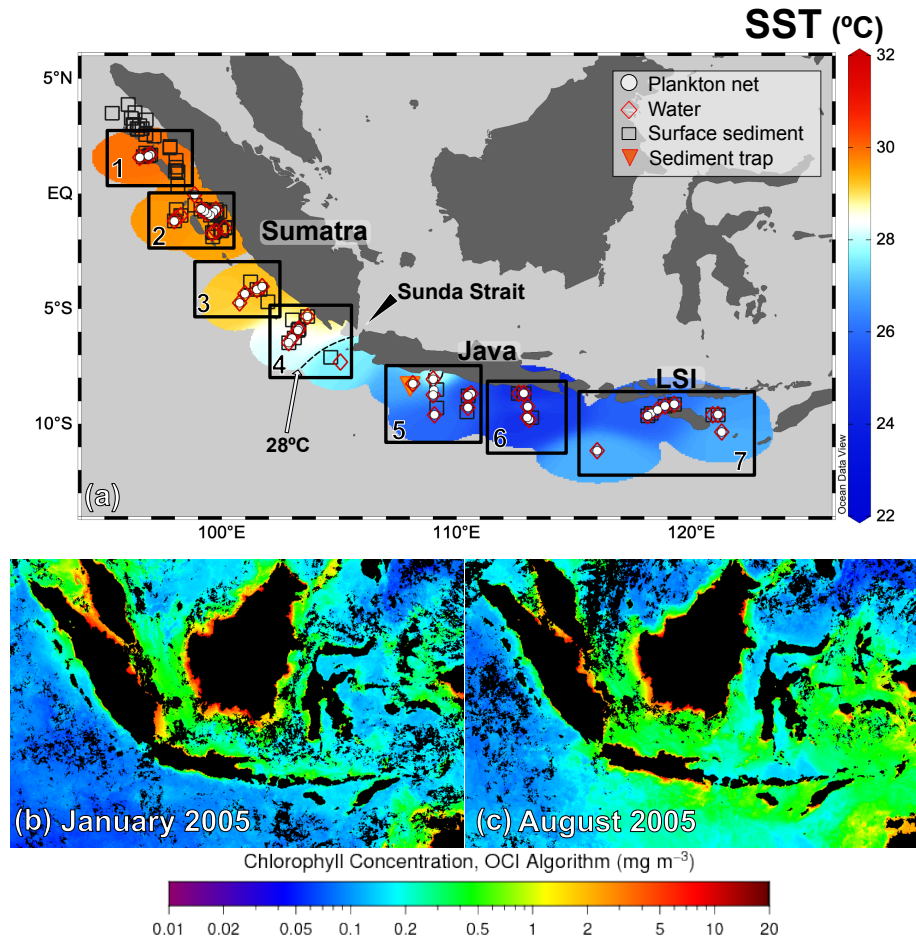 SST (ºC)
5°N
EQ
5°S
10°S
100°E
110°E
120°E
Plankton net
Water
Surface sediment
Sediment trap
1
2
Sumatra
3
Sunda Strait
4
Java
LSI
28ºC
5
6
7
(a)
32
30
28
26
24
22
Ocean Data View
(b) January 2005
(c) August 2005
Chlorophyll Concentration, OCI Algorithm (mg m⁻³)
0.01 0.02 0.05 0.1 0.2 0.5 1 2 5 10 20